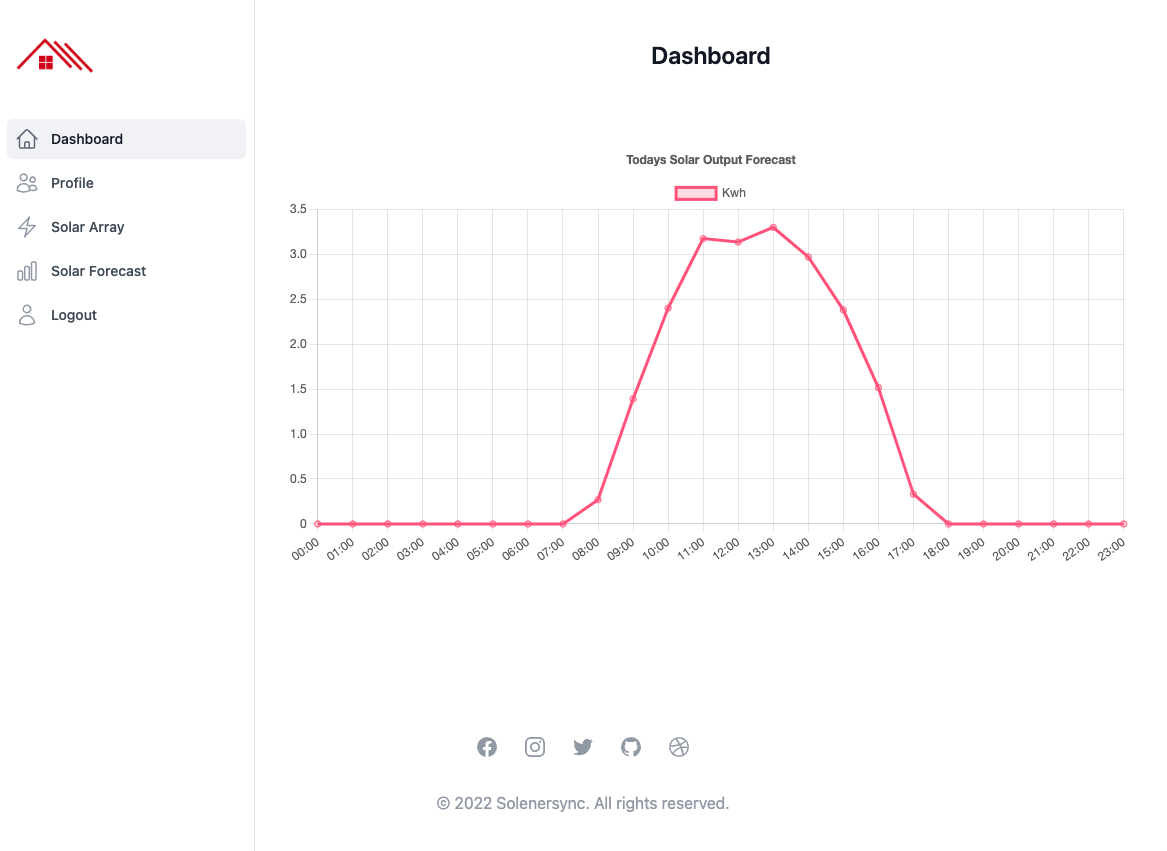 Dashboard
Profile
Solar Array
Solar Forecast
Logout
Dashboard
Todays Solar Output Forecast
Kwh
3.5
3.0
2.5
2.0
1.5
1.0
0.5
0
00:00 01:00 02:00 03:00 04:00 05:00 06:00 07:00 08:00 09:00 10:00 11:00 12:00 13:00 14:00 15:00 16:00 17:00 18:00 19:00 20:00 21:00 22:00 23:00
© 2022 Solenersync. All rights reserved.